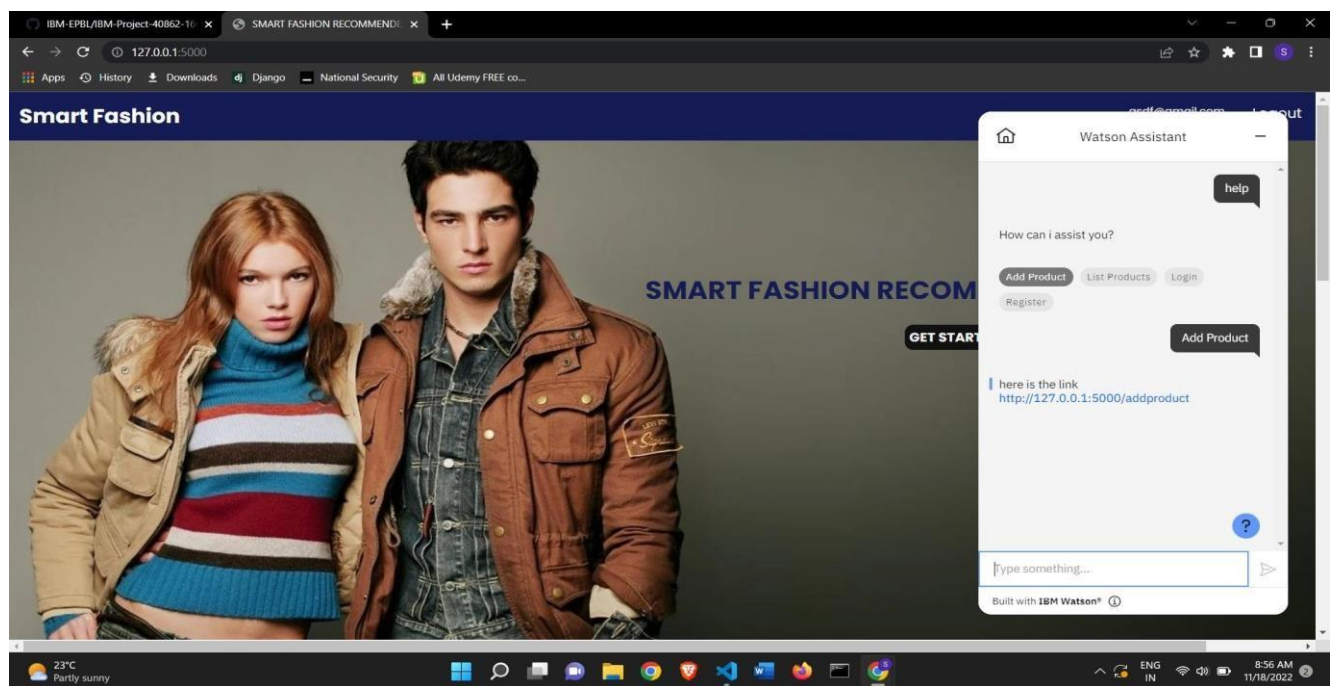 IBM-EPBL/IBM-Project-40862-16
SMART FASHION RECOMMENDE
127.0.0.1:5000
S
Apps
History
Downloads
dj Django
National Security
All Udemy FREE co...
Smart Fashion
Watson Assistant
help
How can i assist you?
Add Product List Products Login
Register
SMART FASHION RECOM
GET START
Add Product
here is the link
http://127.0.0.1:5000/addproduct
?
Type something...
Built with IBM Watson®
23°C
Partly sunny
ENG
IN
8:56 AM
11/18/2022
2